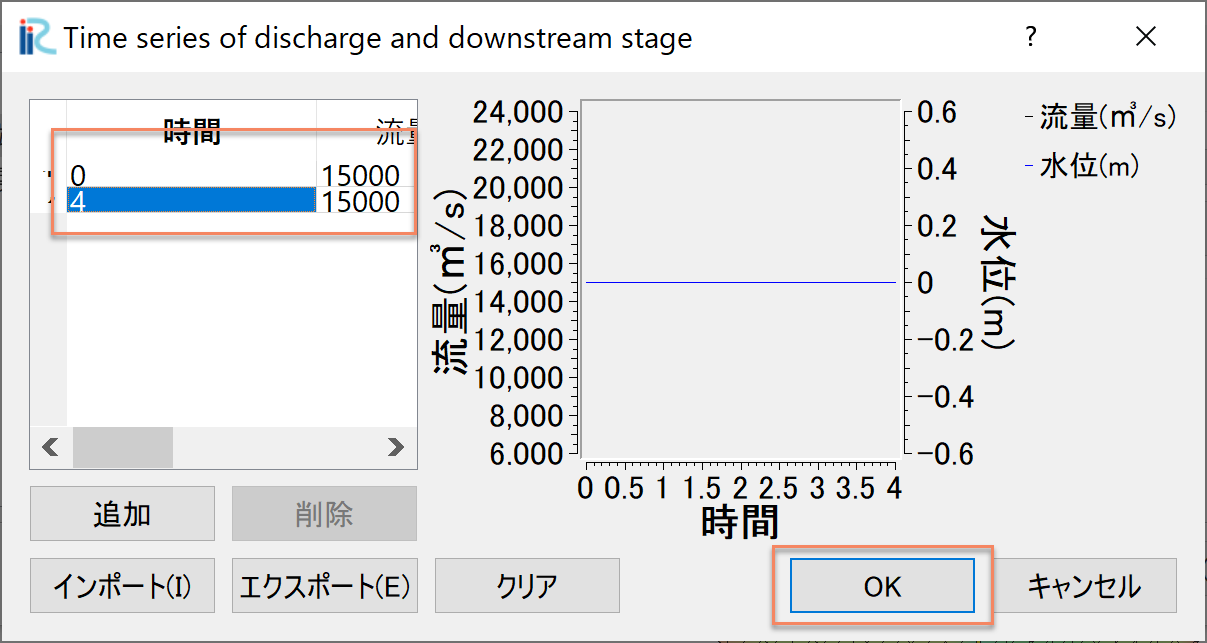 Time series of discharge and downstream stage
?
時間
0 15000
4 15000
24,000
22,000
20,000
18,000
16,000
14,000
12,000
10,000
8,000
6.000
流量(㎥/s)
0.6
0.4
0.2
0
−0.2
−0.4
−0.6
水位(m)
- 流量(㎥/s)
- 水位(m)
0 0.5 1 1.5 2 2.5 3 3.5 4
時間
追加 削除
インポート(I) エクスポート(E) クリア OK キャンセル